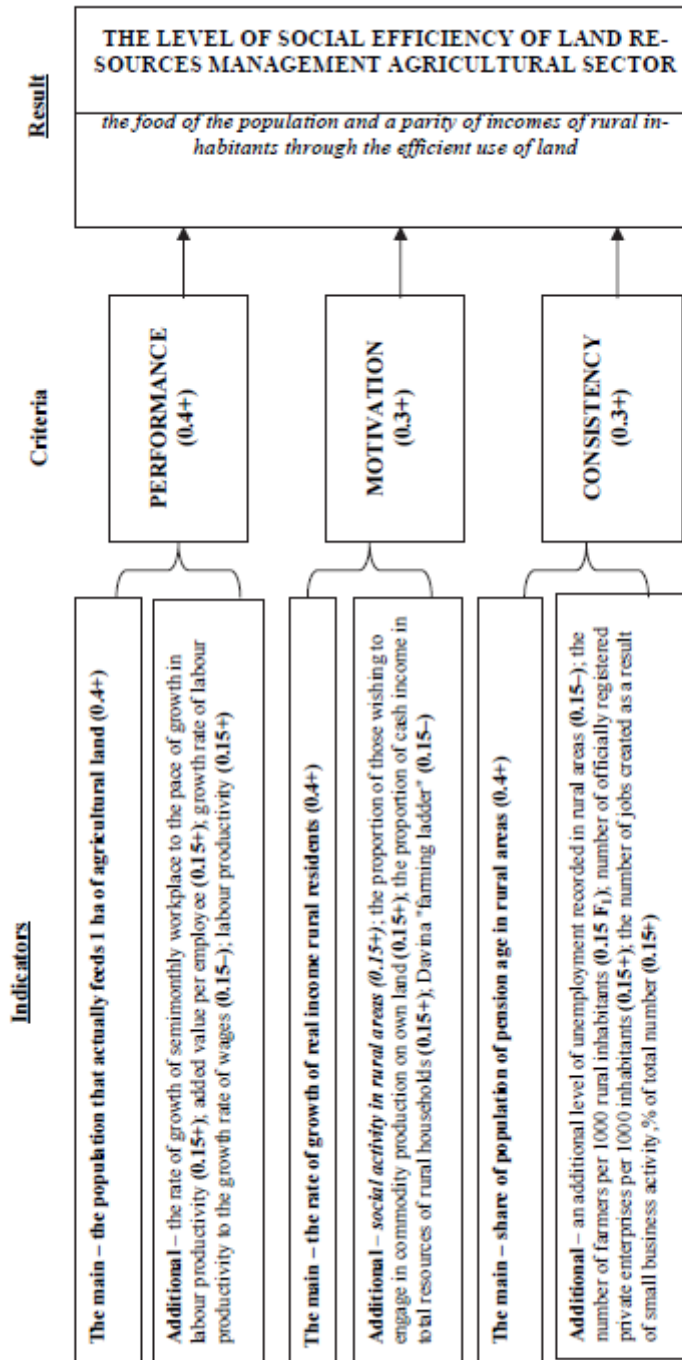 Indicators
The main – the population that actually feeds 1 ha of agricultural land (0.4+)
Additional – the rate of growth of semimonthly workplace to the pace of growth in
labour productivity (0.15+); added value per employee (0.15+); growth rate of labour
productivity to the growth rate of wages (0.15–); labour productivity (0.15+)
The main – the rate of growth of real income rural residents (0.4+)
Additional – social activity in rural areas (0.15+); the proportion of those wishing to
engage in commodity production on own land (0.15+); the proportion of cash income in
total resources of rural households (0.15+); Davina "farming ladder" (0.15–)
The main – share of population of pension age in rural areas (0.4+)
Additional – an additional level of unemployment recorded in rural areas (0.15–); the
number of farmers per 1000 rural inhabitants (0.15 F₁); number of officially registered
private enterprises per 1000 inhabitants (0.15+); the number of jobs created as a result
of small business activity,% of total number (0.15+)
Criteria
PERFORMANCE
(0.4+)
MOTIVATION
(0.3+)
CONSISTENCY
(0.3+)
Result
THE LEVEL OF SOCIAL EFFICIENCY OF LAND RE-
SOURCES MANAGEMENT AGRICULTURAL SECTOR
the food of the population and a parity of incomes of rural in-
habitants through the efficient use of land